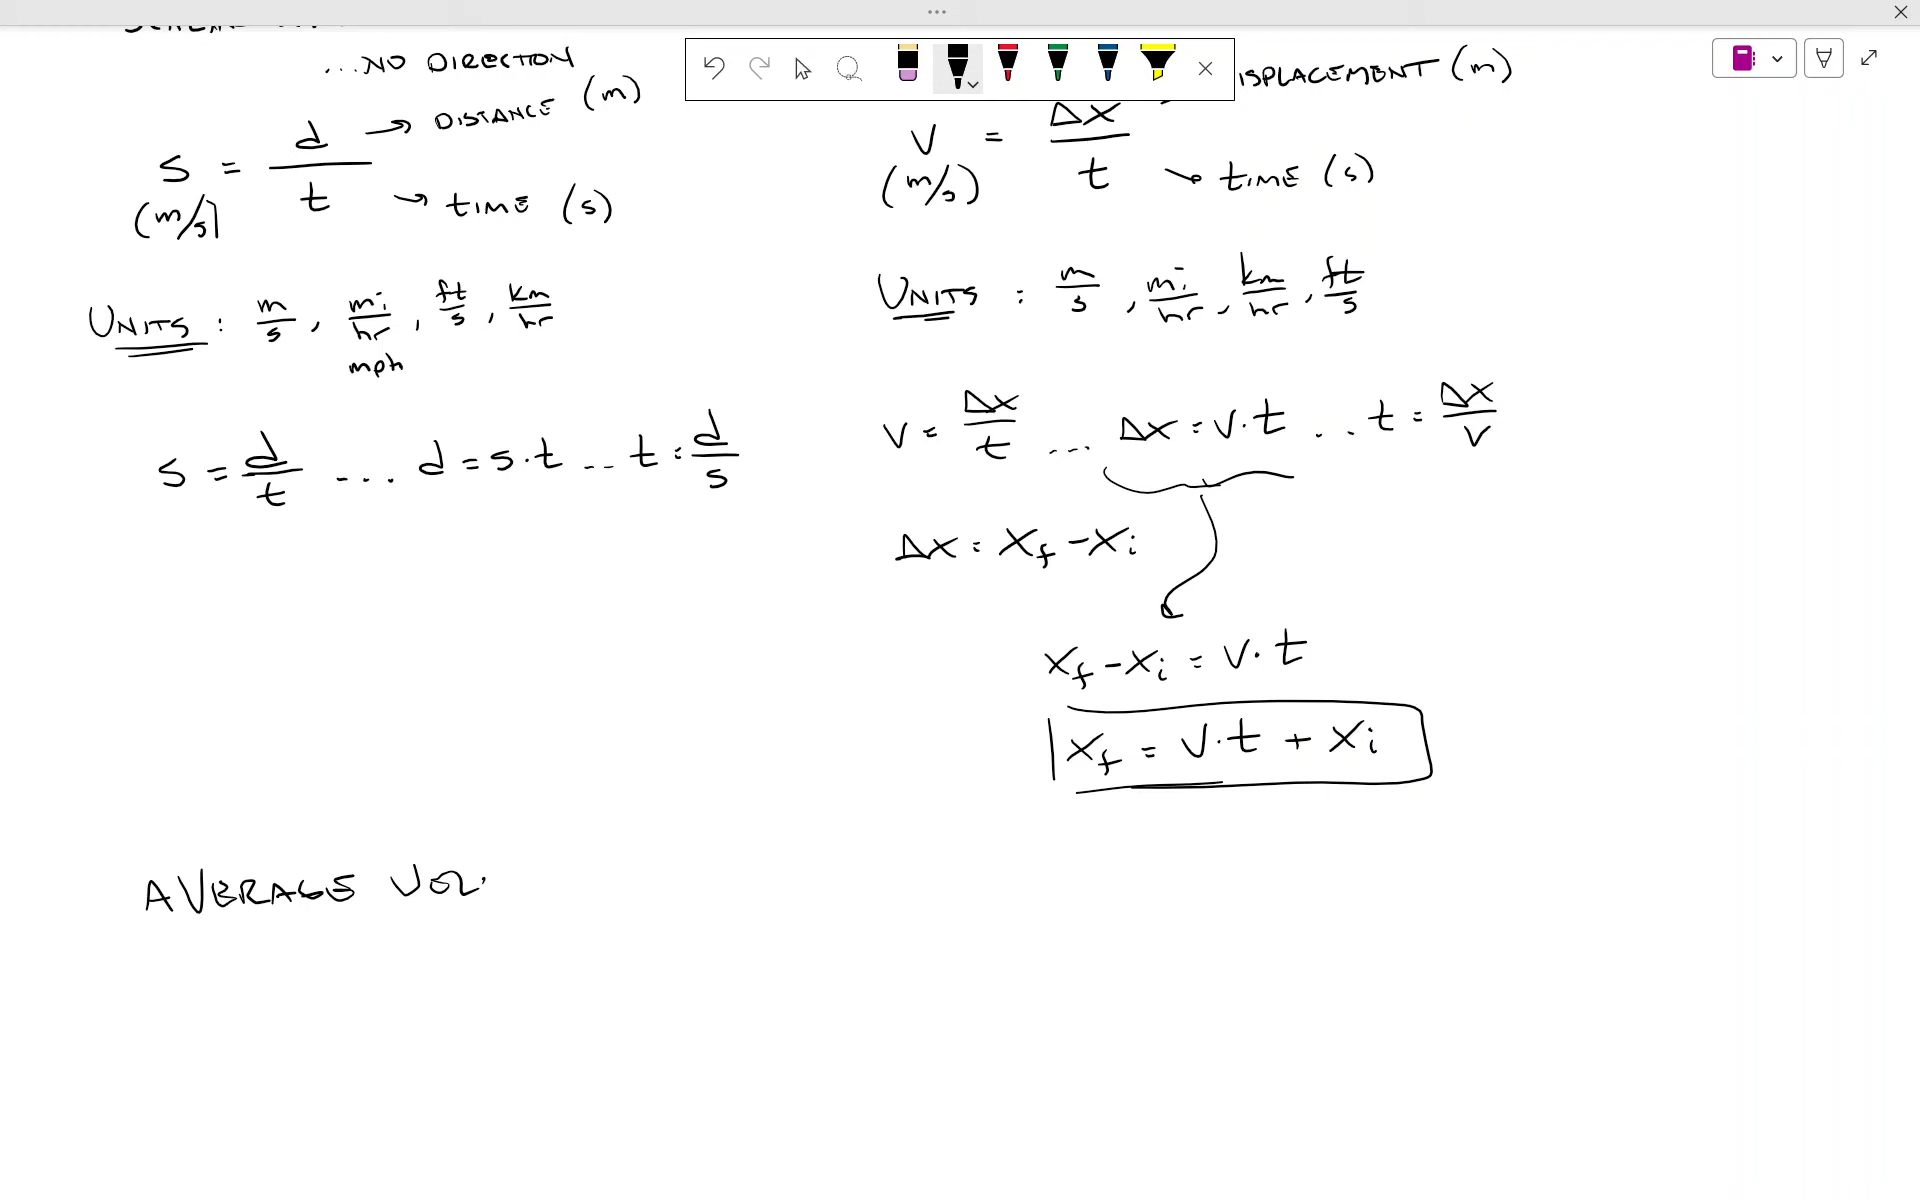 ...NO DIRECTION
S = d/t
→ DISTANCE (m)
(m/s)
→ TIME (s)
UNITS : m/s , mi/hr , ft/s , km/hr
mph
S = d/t ... d = s·t ... t = d/s
ISPLACEMENT (m)
V = Δx/t
(m/s)
→ TIME (s)
UNITS : m/s , mi/hr , km/hr , ft/s
V = Δx/t ... Δx = v·t ... t = Δx/v
Δx = Xf - Xi
Xf - Xi = v·t
Xf = v·t + Xi
AVERAGE VEL